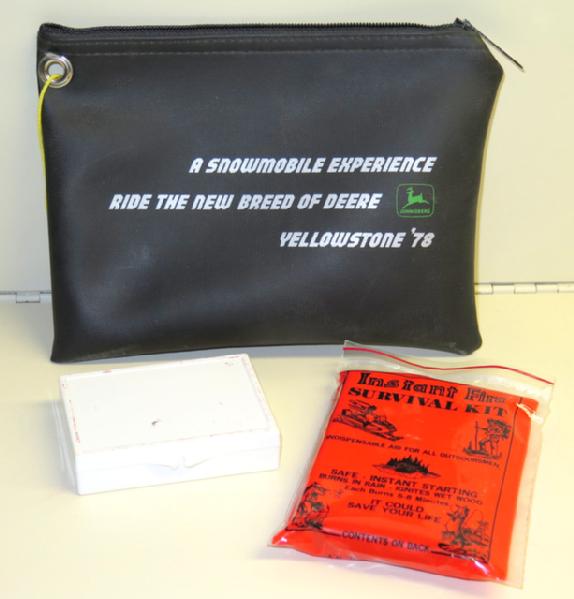 A SNOWMOBILE EXPERIENCE
RIDE THE NEW BREED OF DEERE
JOHN DEERE
YELLOWSTONE '78
Instant Fire
SURVIVAL KIT
INDISPENSABLE AID FOR ALL OUTDOORSMEN
SAFE - INSTANT STARTING
BURNS IN RAIN - IGNITES WET WOOD
Each Burns 5-8 Minutes
IT COULD
SAVE YOUR LIFE
CONTENTS ON BACK